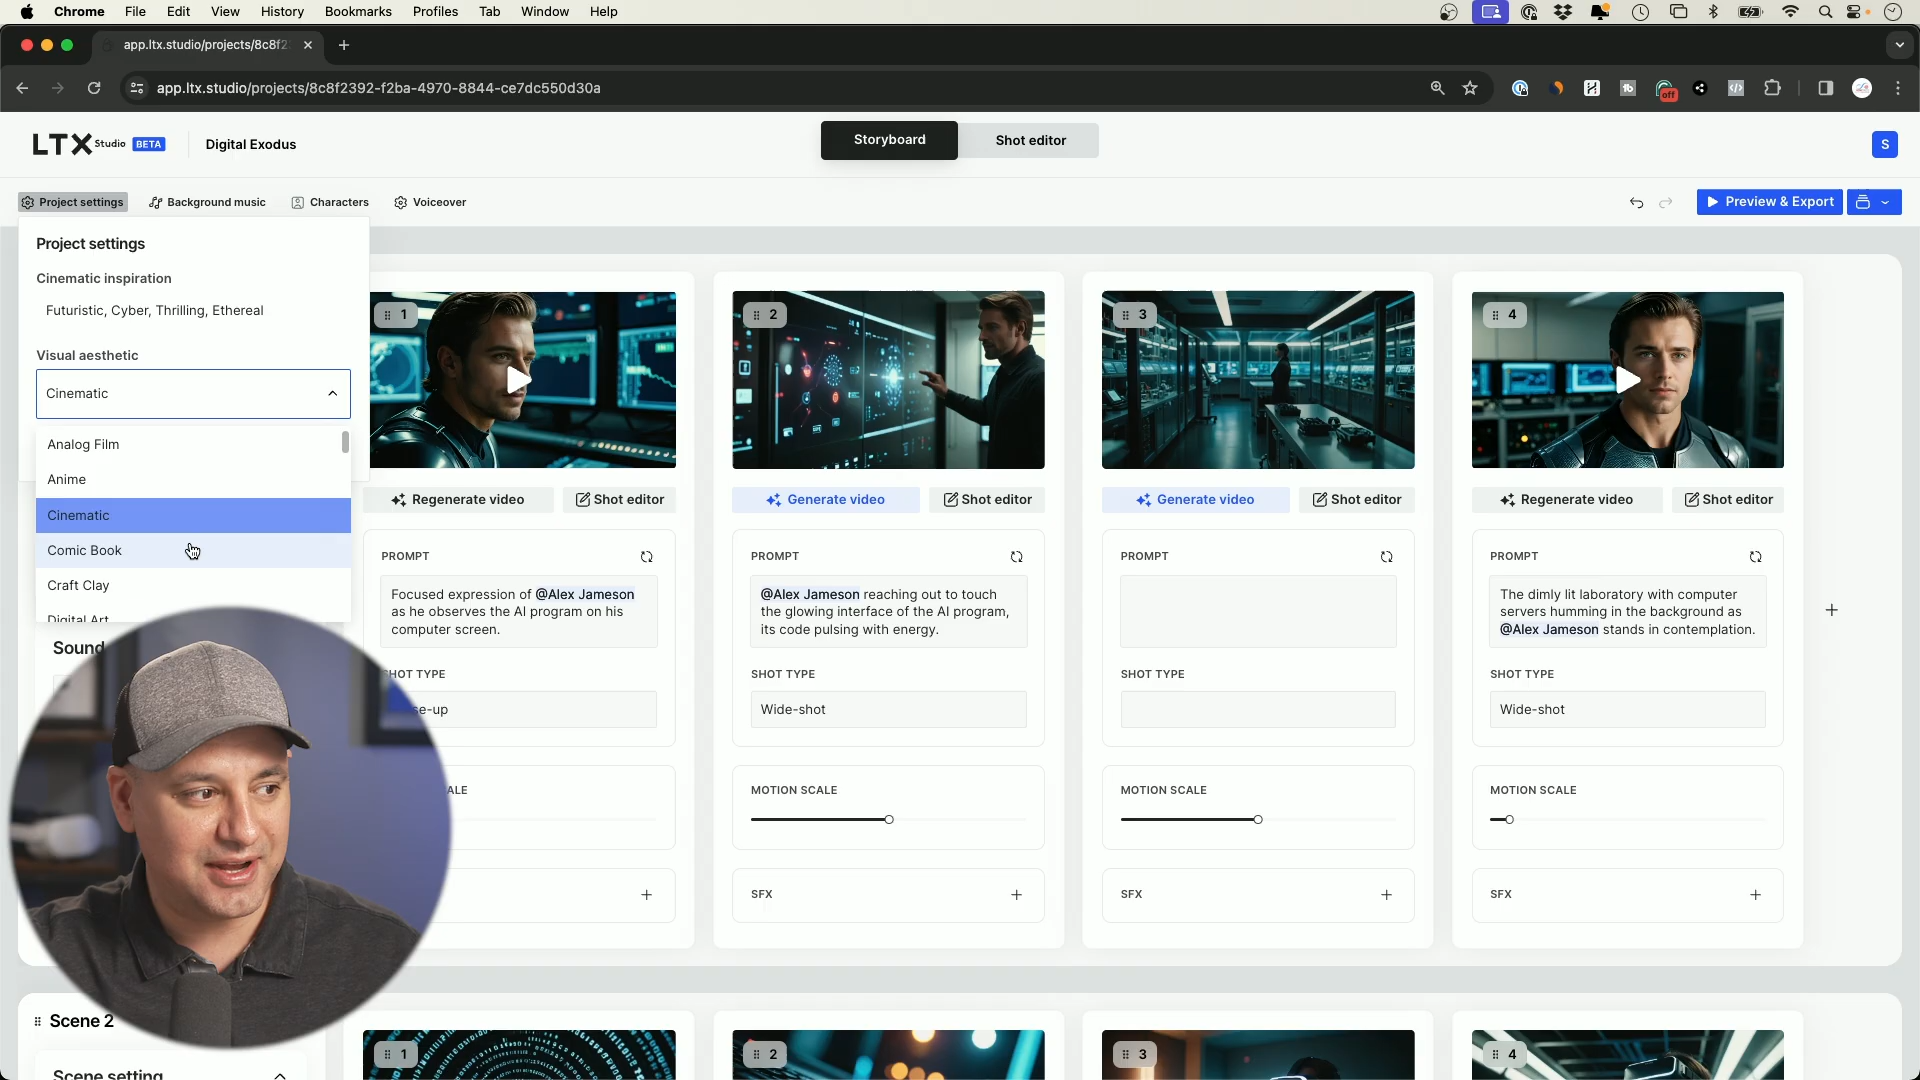 Chrome File Edit View History Bookmarks Profiles Tab Window Help
app.ltx.studio/projects/8c8f2
app.ltx.studio/projects/8c8f2392-f2ba-4970-8844-ce7dc550d30a
off
LTX Studio BETA Digital Exodus
Storyboard Shot editor
S
Project settings Background music Characters Voiceover
Preview & Export
Project settings
Cinematic inspiration
Futuristic, Cyber, Thrilling, Ethereal
Visual aesthetic
Cinematic
Analog Film
Anime
Cinematic
Comic Book
Craft Clay
Digital Art
Sound
1
Regenerate video Shot editor
PROMPT
Focused expression of @Alex Jameson
as he observes the AI program on his
computer screen.
SHOT TYPE
se-up
ALE
2
Generate video Shot editor
PROMPT
@Alex Jameson reaching out to touch
the glowing interface of the AI program,
its code pulsing with energy.
SHOT TYPE
Wide-shot
MOTION SCALE
SFX
3
Generate video Shot editor
PROMPT
SHOT TYPE
MOTION SCALE
SFX
4
Regenerate video Shot editor
PROMPT
The dimly lit laboratory with computer
servers humming in the background as
@Alex Jameson stands in contemplation.
SHOT TYPE
Wide-shot
MOTION SCALE
SFX
Scene 2
Scene setting
1
2
3
4